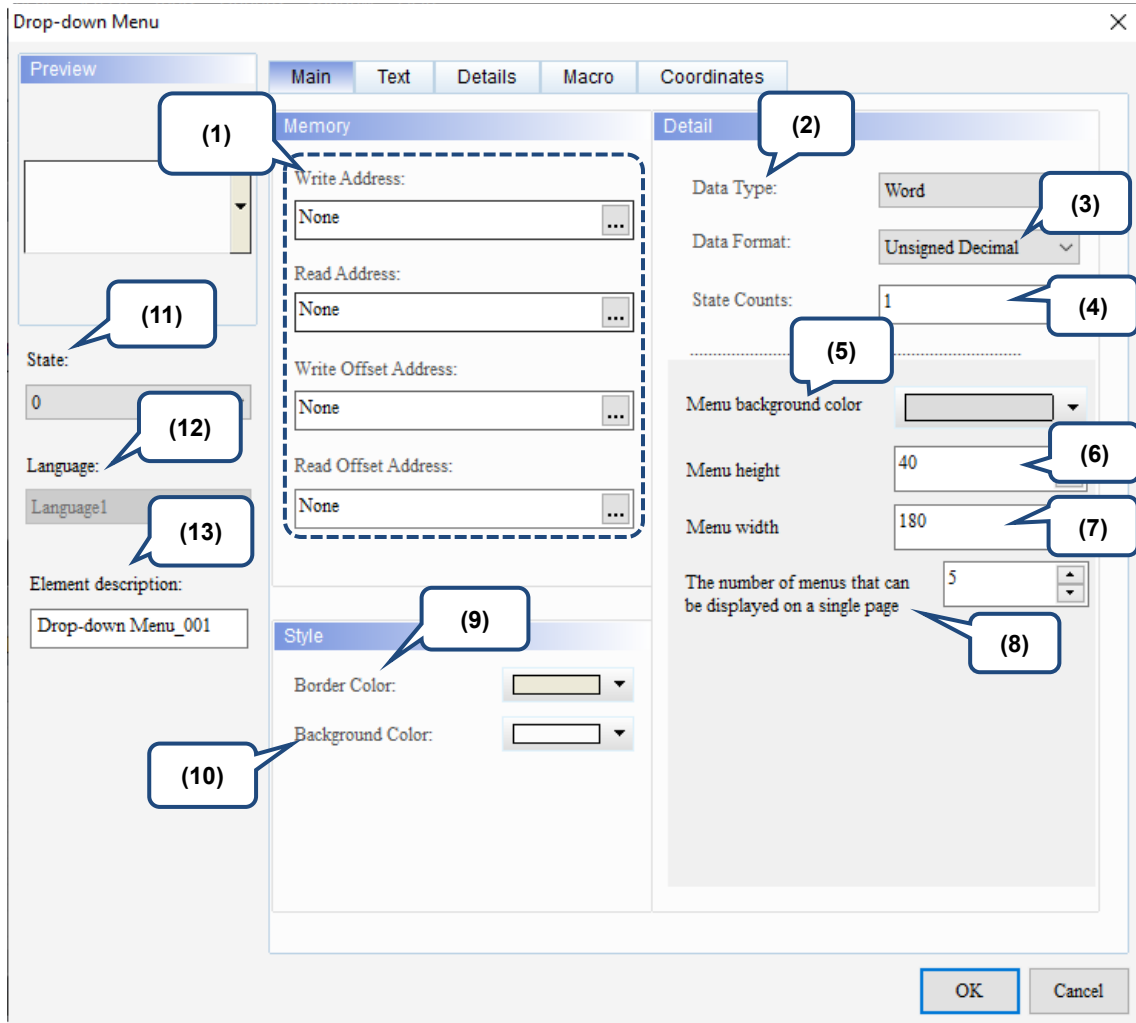 Drop-down Menu
Preview
Main Text Details Macro Coordinates
(1)
Memory
Write Address:
None
...
Read Address:
None
...
Write Offset Address:
None
...
Read Offset Address:
None
...
Detail
(2)
Data Type:
Word
(3)
Data Format:
Unsigned Decimal
State Counts:
1
(4)
(5)
Menu background color
Menu height
40
(6)
Menu width
180
(7)
The number of menus that can
be displayed on a single page
5
(8)
(11)
State:
0
(12)
Language:
Language1
(13)
Element description:
Drop-down Menu_001
Style
(9)
Border Color:
Background Color:
(10)
OK
Cancel